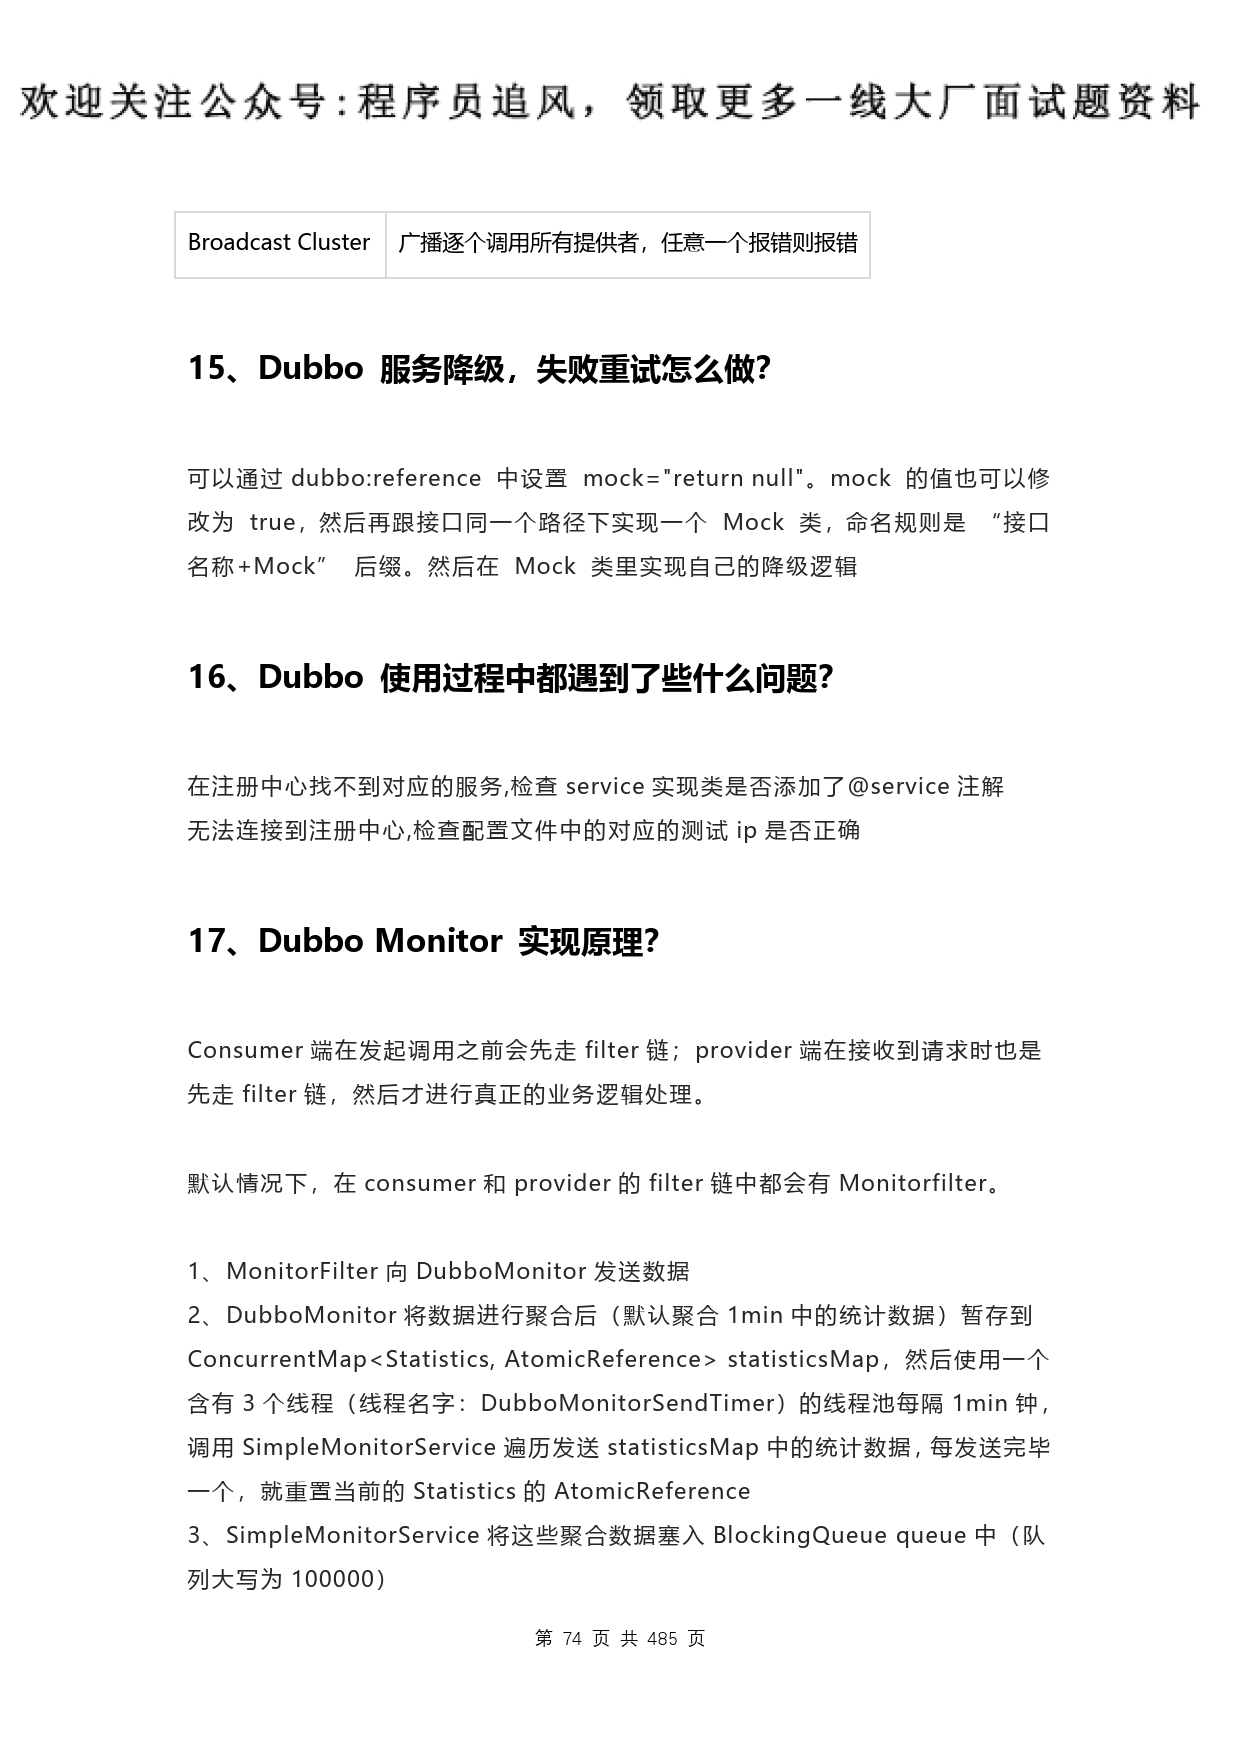 欢迎关注公众号:程序员追风，领取更多一线大厂面试题资料
Broadcast Cluster 广播逐个调用所有提供者，任意一个报错则报错
15、Dubbo 服务降级，失败重试怎么做？
可以通过 dubbo:reference 中设置 mock="return null"。mock 的值也可以修
改为 true，然后再跟接口同一个路径下实现一个 Mock 类，命名规则是 “接口
名称+Mock” 后缀。然后在 Mock 类里实现自己的降级逻辑
16、Dubbo 使用过程中都遇到了些什么问题？
在注册中心找不到对应的服务,检查 service 实现类是否添加了@service 注解
无法连接到注册中心,检查配置文件中的对应的测试 ip 是否正确
17、Dubbo Monitor 实现原理？
Consumer 端在发起调用之前会先走 filter 链；provider 端在接收到请求时也是
先走 filter 链，然后才进行真正的业务逻辑处理。
默认情况下，在 consumer 和 provider 的 filter 链中都会有 Monitorfilter。
1、MonitorFilter 向 DubboMonitor 发送数据
2、DubboMonitor 将数据进行聚合后（默认聚合 1min 中的统计数据）暂存到
ConcurrentMap<Statistics, AtomicReference> statisticsMap，然后使用一个
含有 3 个线程（线程名字：DubboMonitorSendTimer）的线程池每隔 1min 钟，
调用 SimpleMonitorService 遍历发送 statisticsMap 中的统计数据，每发送完毕
一个，就重置当前的 Statistics 的 AtomicReference
3、SimpleMonitorService 将这些聚合数据塞入 BlockingQueue queue 中（队
列大写为 100000）
第 74 页 共 485 页